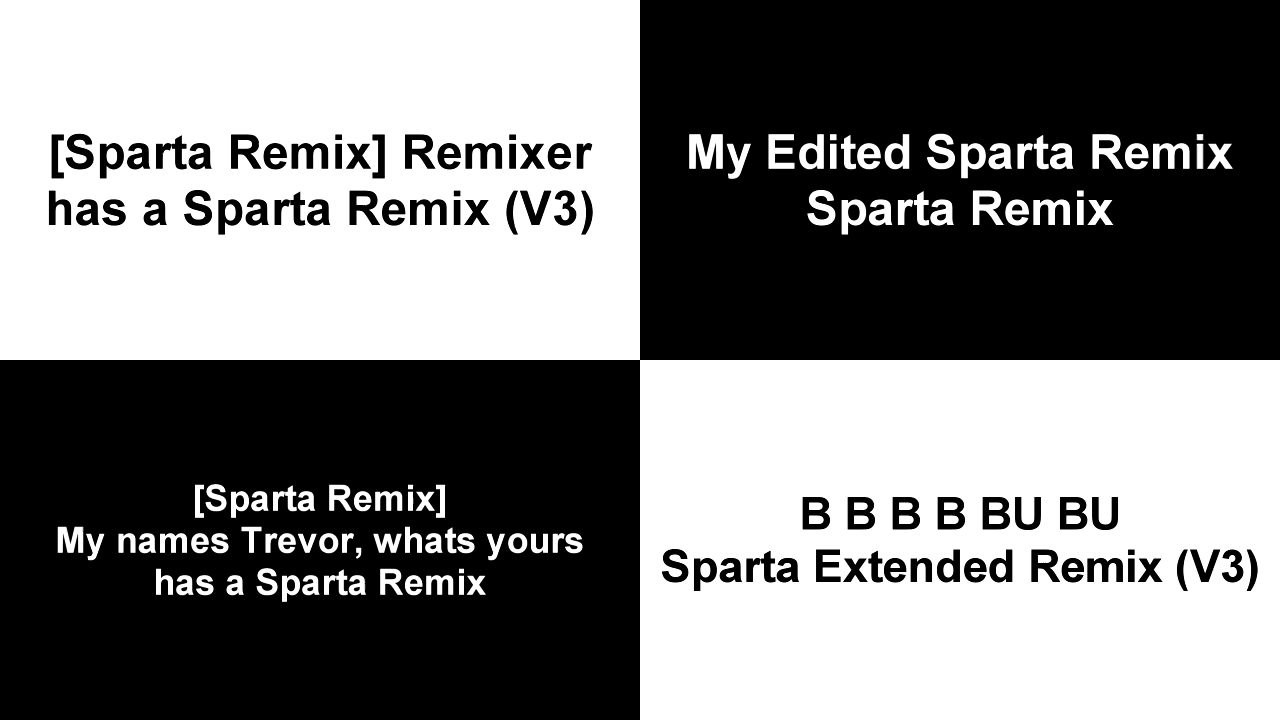 [Sparta Remix] Remixer
has a Sparta Remix (V3)
My Edited Sparta Remix
Sparta Remix
[Sparta Remix]
My names Trevor, whats yours
has a Sparta Remix
B B B B BU BU
Sparta Extended Remix (V3)